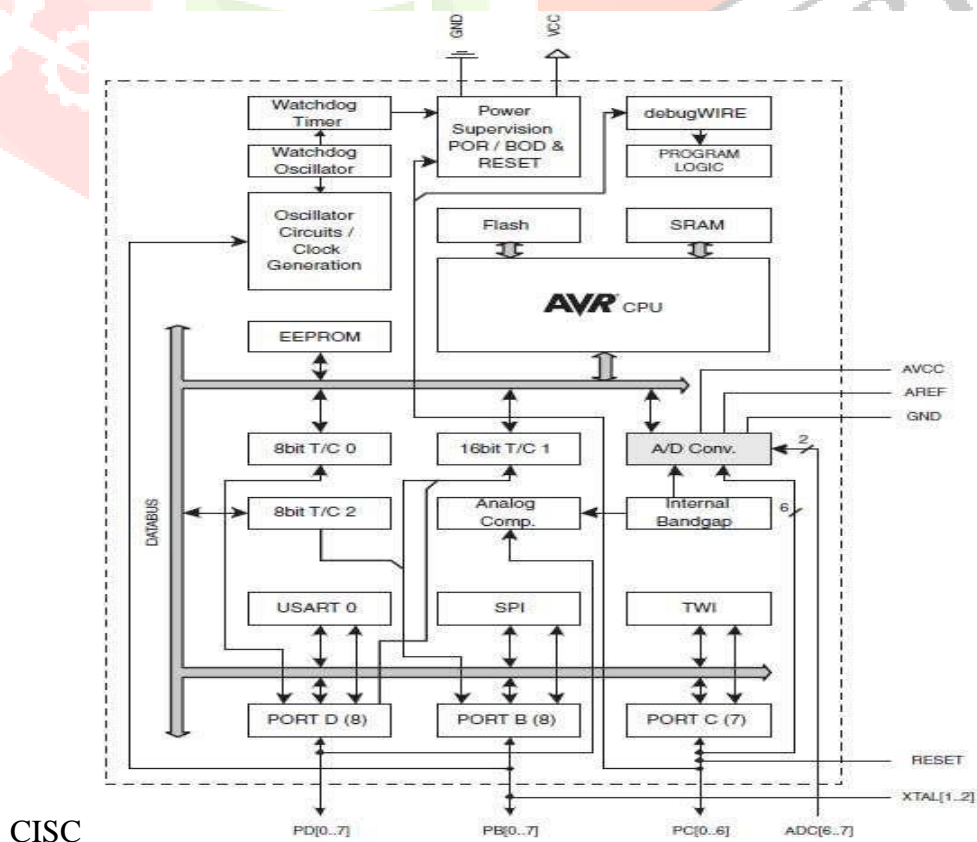 GND
VCC
Watchdog
Timer
Power
Supervision
POR / BOD &
RESET
debugWIRE
Watchdog
Oscillator
PROGRAM
LOGIC
Oscillator
Circuits /
Clock
Generation
Flash
SRAM
AVR CPU
EEPROM
AVCC
AREF
GND
8bit T/C 0
16bit T/C 1
A/D Conv.
2
DATABUS
8bit T/C 2
Analog
Comp.
Internal
Bandgap
6
USART 0
SPI
TWI
PORT D (8)
PORT B (8)
PORT C (7)
RESET
XTAL[1..2]
CISC
PD[0..7]
PB[0..7]
PC[0..6]
ADC[6..7]